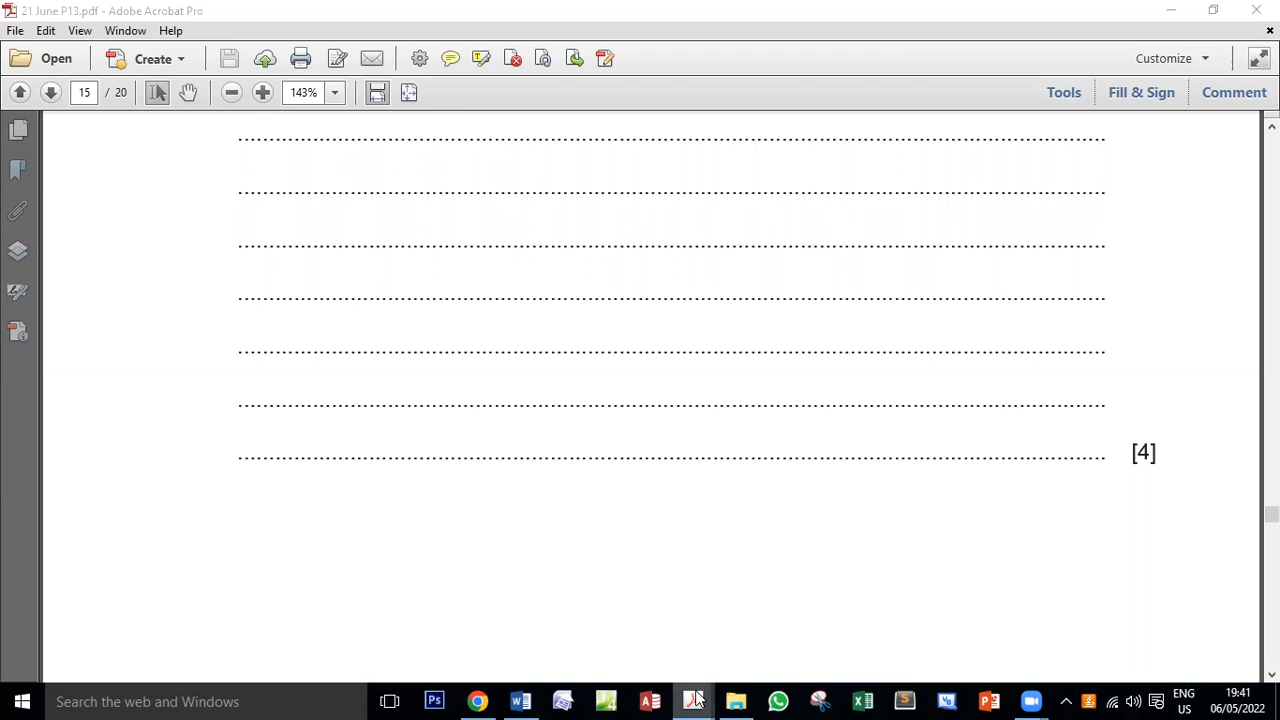 21 June P13.pdf - Adobe Acrobat Pro
File Edit View Window Help
Open Create Customize
15 / 20 143% Tools Fill & Sign Comment
[4]
Search the web and Windows
ENG
US
19:41
06/05/2022